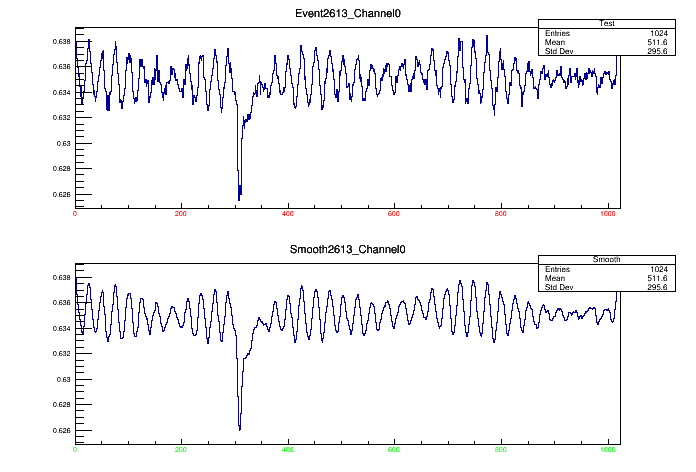 Event2613_Channel0
Test
Entries 1024
Mean 511.6
Std Dev 295.6
0.638
0.636
0.634
0.632
0.63
0.628
0.626
0 200 400 600 800 1000
Smooth2613_Channel0
Smooth
Entries 1024
Mean 511.6
Std Dev 295.6
0.638
0.636
0.634
0.632
0.63
0.628
0.626
0 200 400 600 800 1000